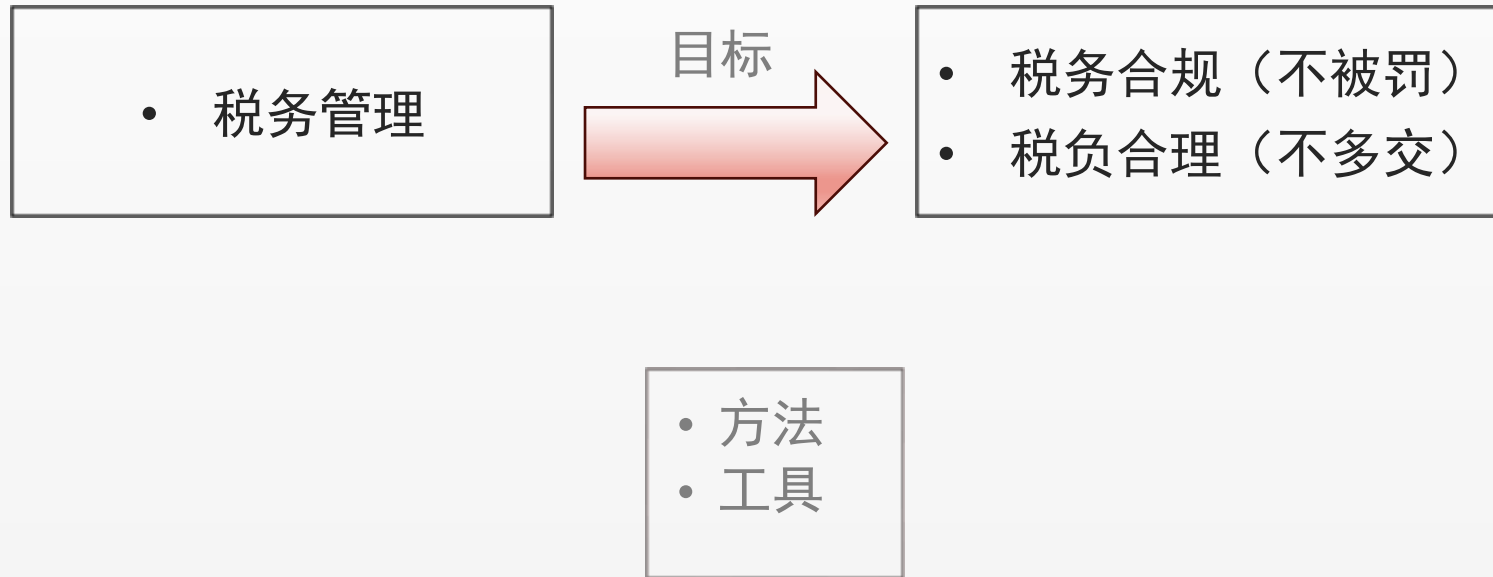 目标
• 税务管理
• 税务合规（不被罚）
• 税负合理（不多交）
• 方法
• 工具